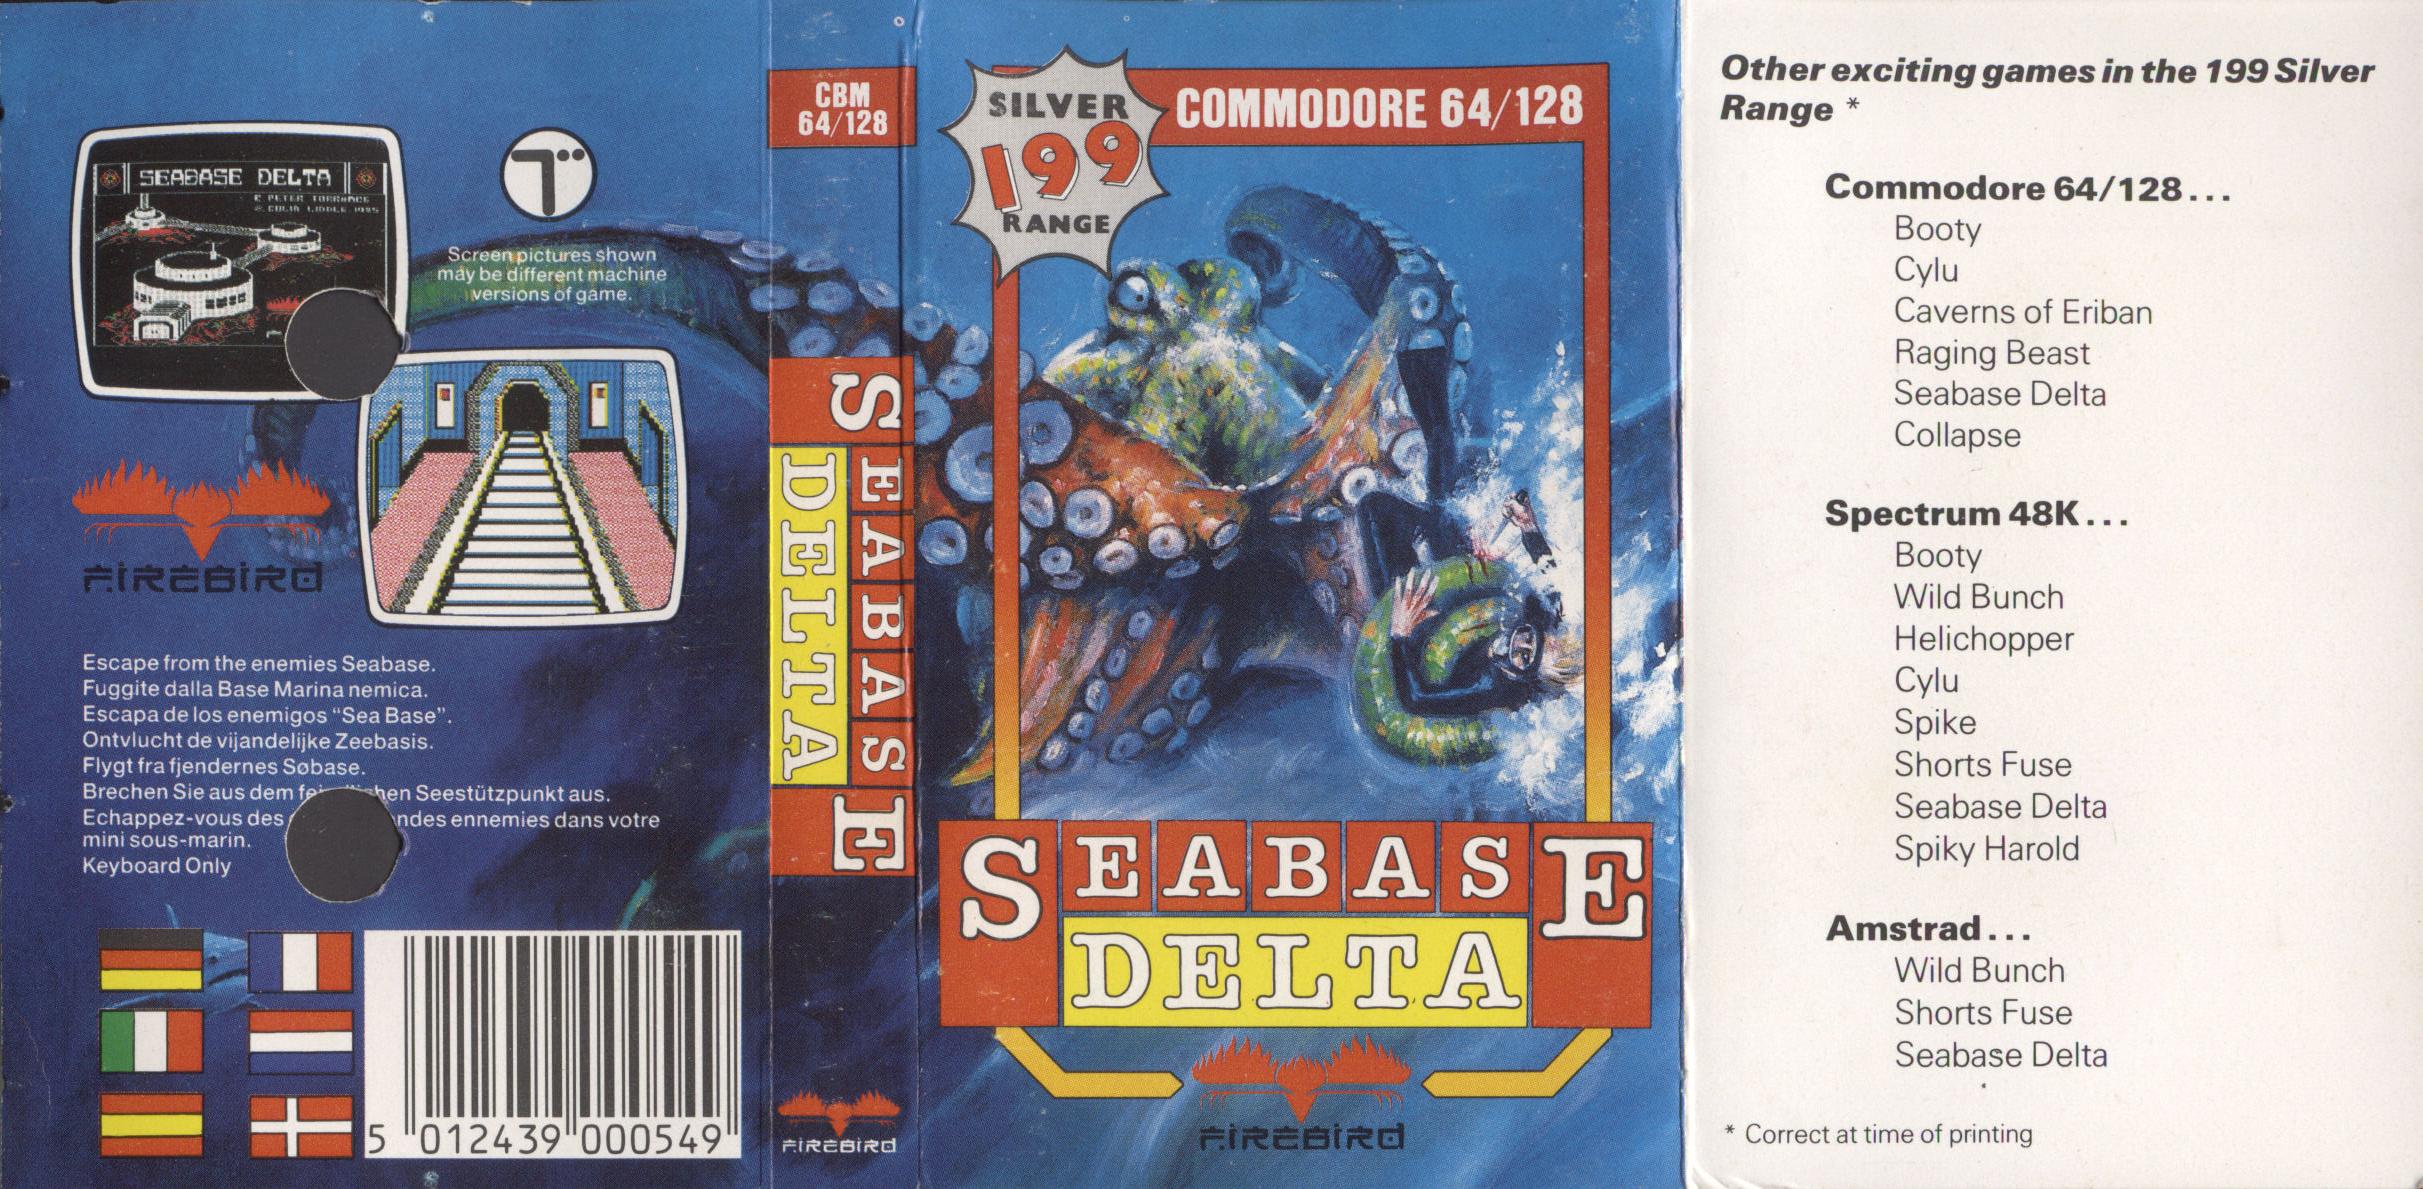 SEABASE DELTA
© PETER TORRANCE
© COLIN LIDDLE 1985
Screen pictures shown
may be different machine
versions of game.
FIREBIRD
Escape from the enemies Seabase.
Fuggite dalla Base Marina nemica.
Escapa de los enemigos “Sea Base”.
Ontvlucht de vijandelijke Zeebasis.
Flygt fra fjendernes Søbase.
Brechen Sie aus dem Seestützpunkt aus.
Echappez-vous des ennemies dans votre
mini sous-marin.
Keyboard Only
5 012439 000549
CBM
64/128
SEABASE
DELTA
FIREBIRD
SILVER
199
RANGE
COMMODORE 64/128
SEABASE
DELTA
FIREBIRD
Other exciting games in the 199 Silver
Range *
Commodore 64/128...
Booty
Cylu
Caverns of Eriban
Raging Beast
Seabase Delta
Collapse
Spectrum 48K...
Booty
Wild Bunch
Helichopper
Cylu
Spike
Shorts Fuse
Seabase Delta
Spiky Harold
Amstrad...
Wild Bunch
Shorts Fuse
Seabase Delta
* Correct at time of printing